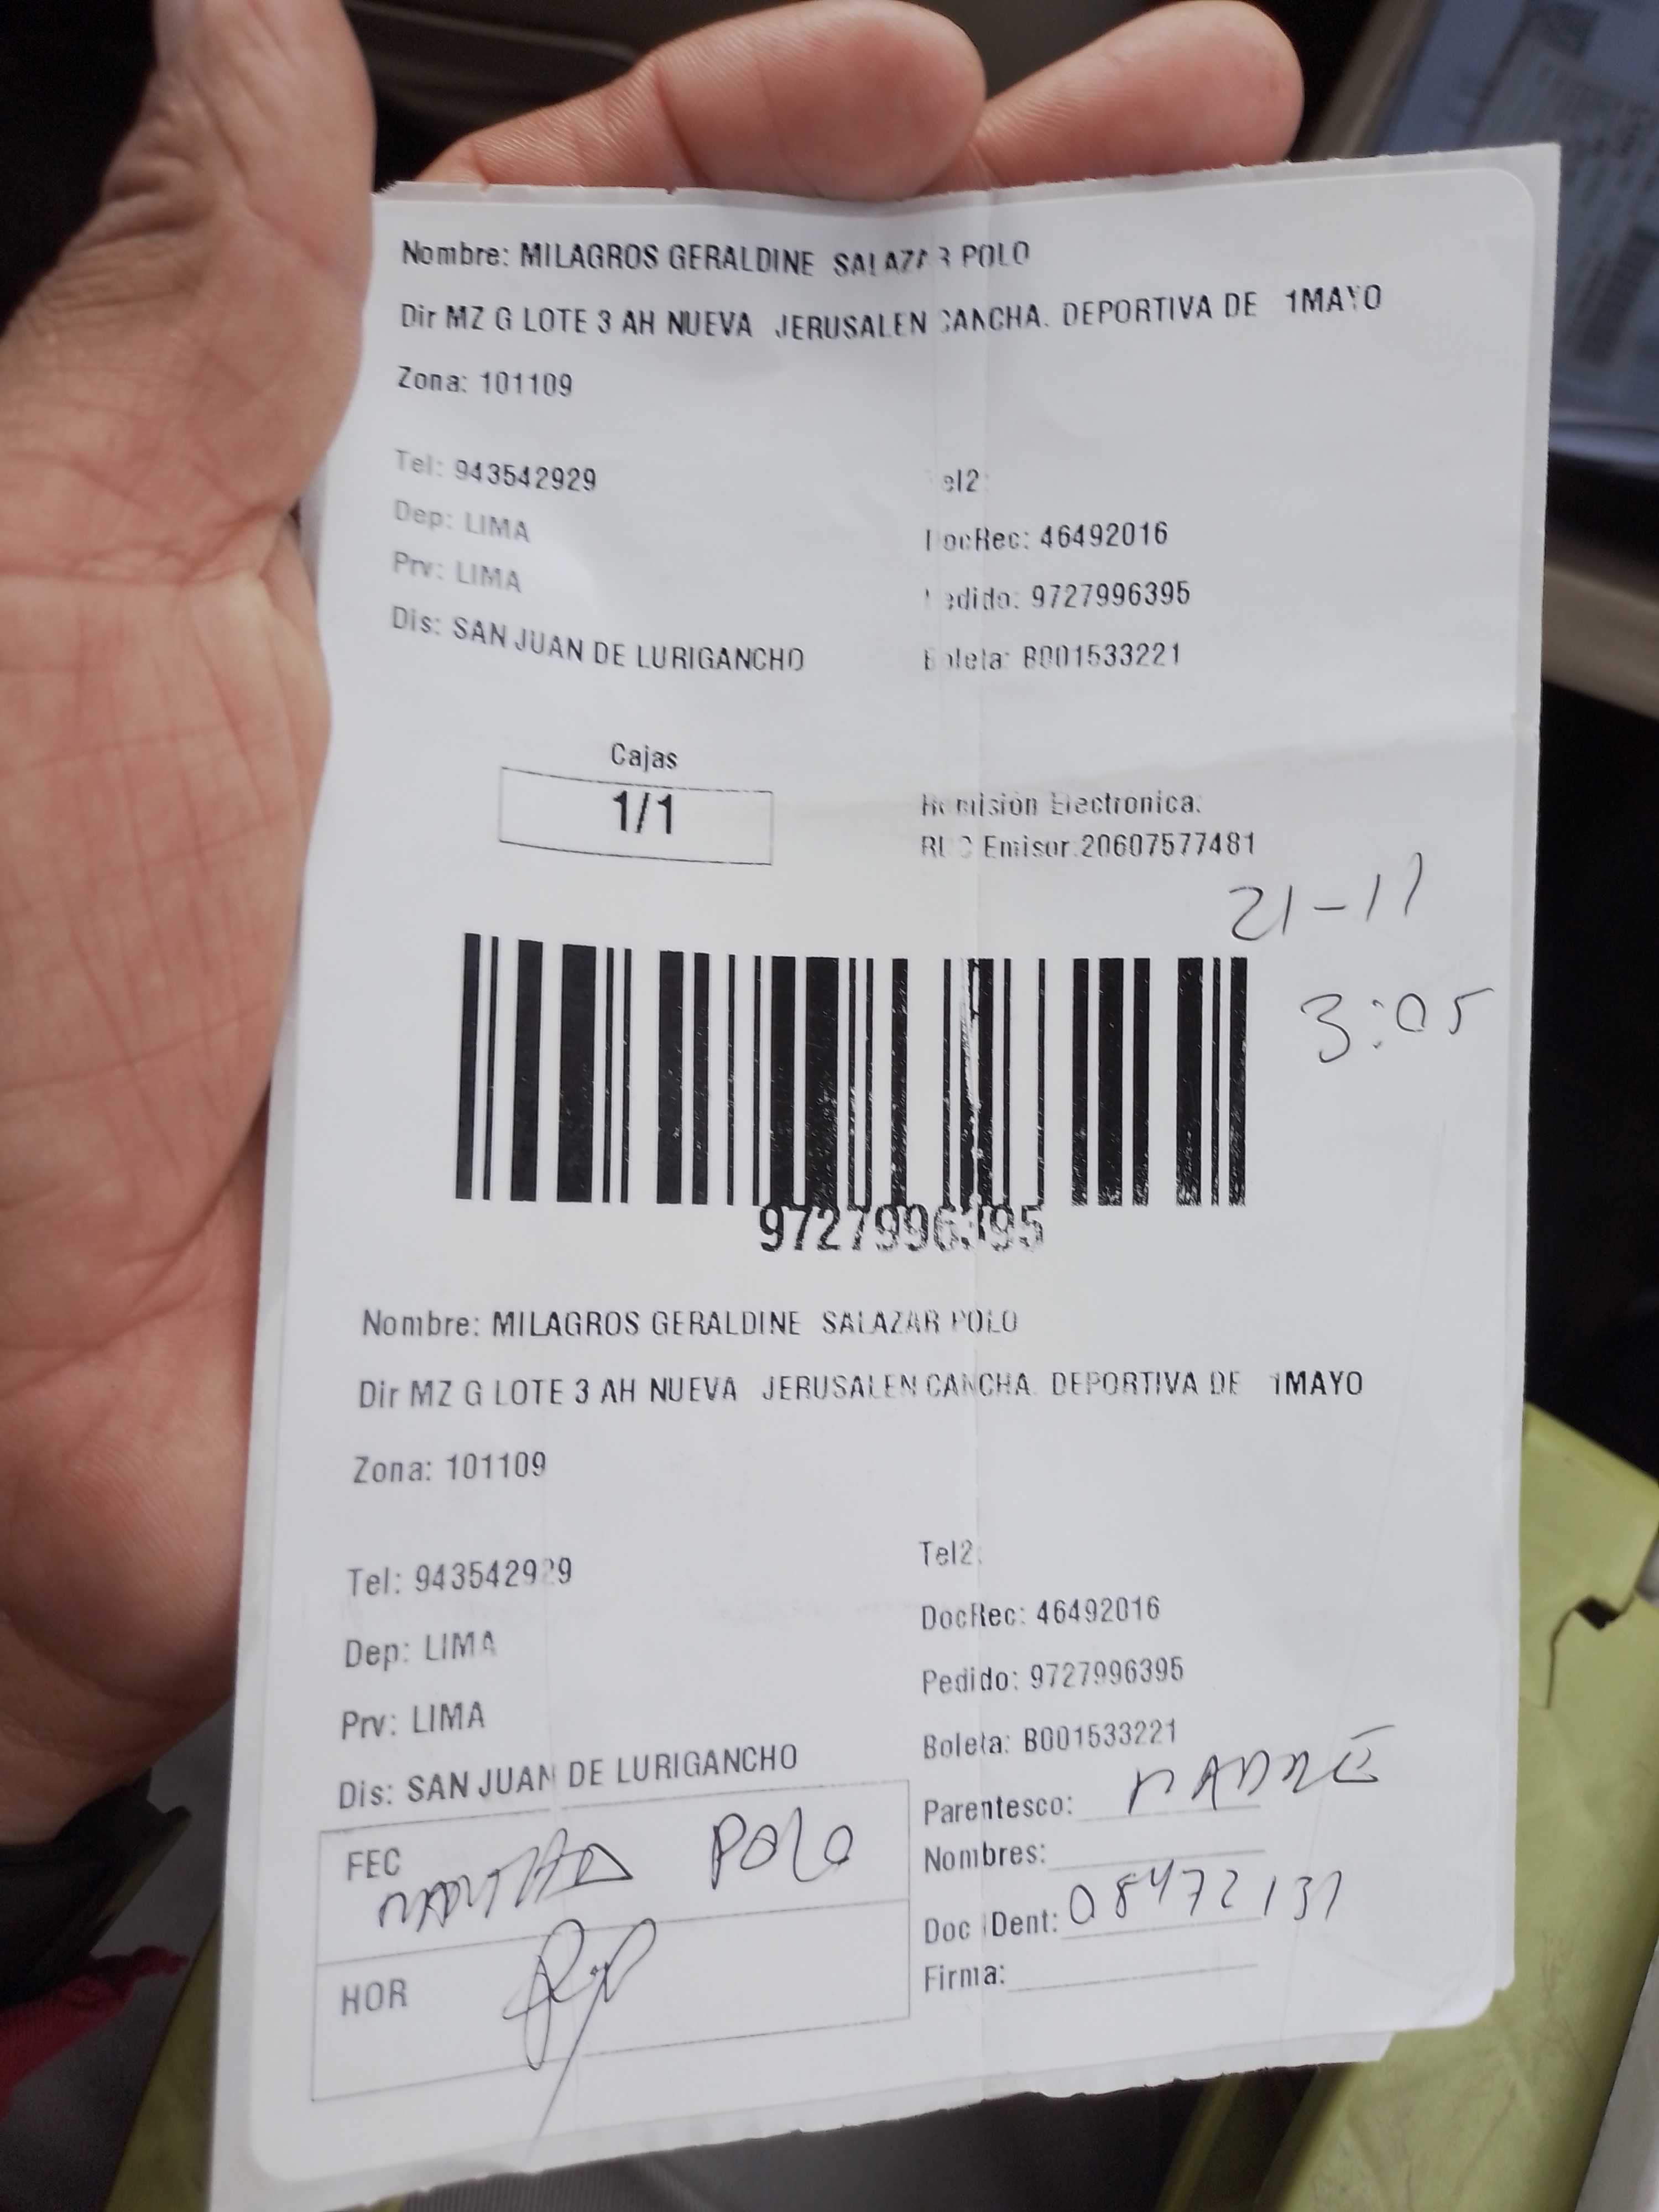 Nombre: MILAGROS GERALDINE SALAZAR POLO
Dir MZ G LOTE 3 AH NUEVA JERUSALEN CANCHA. DEPORTIVA DE 1MAYO
Zona: 101109
Tel: 943542929
Tel2:
Dep: LIMA
DocRec: 46492016
Prv: LIMA
Pedido: 9727996395
Dis: SAN JUAN DE LURIGANCHO
Boleta: B001533221
Cajas
1/1
Remisión Electronica:
RUC Emisor:20607577481
21-11
3:05
9727996395
Nombre: MILAGROS GERALDINE SALAZAR POLO
Dir MZ G LOTE 3 AH NUEVA JERUSALEN CANCHA. DEPORTIVA DE 1MAYO
Zona: 101109
Tel: 943542929
Tel2:
Dep: LIMA
DocRec: 46492016
Prv: LIMA
Pedido: 9727996395
Dis: SAN JUAN DE LURIGANCHO
Boleta: B001533221
Parentesco: MADRE
FEC
POLO
Nombres:
Doc IDent: 08472131
HOR
Firma: